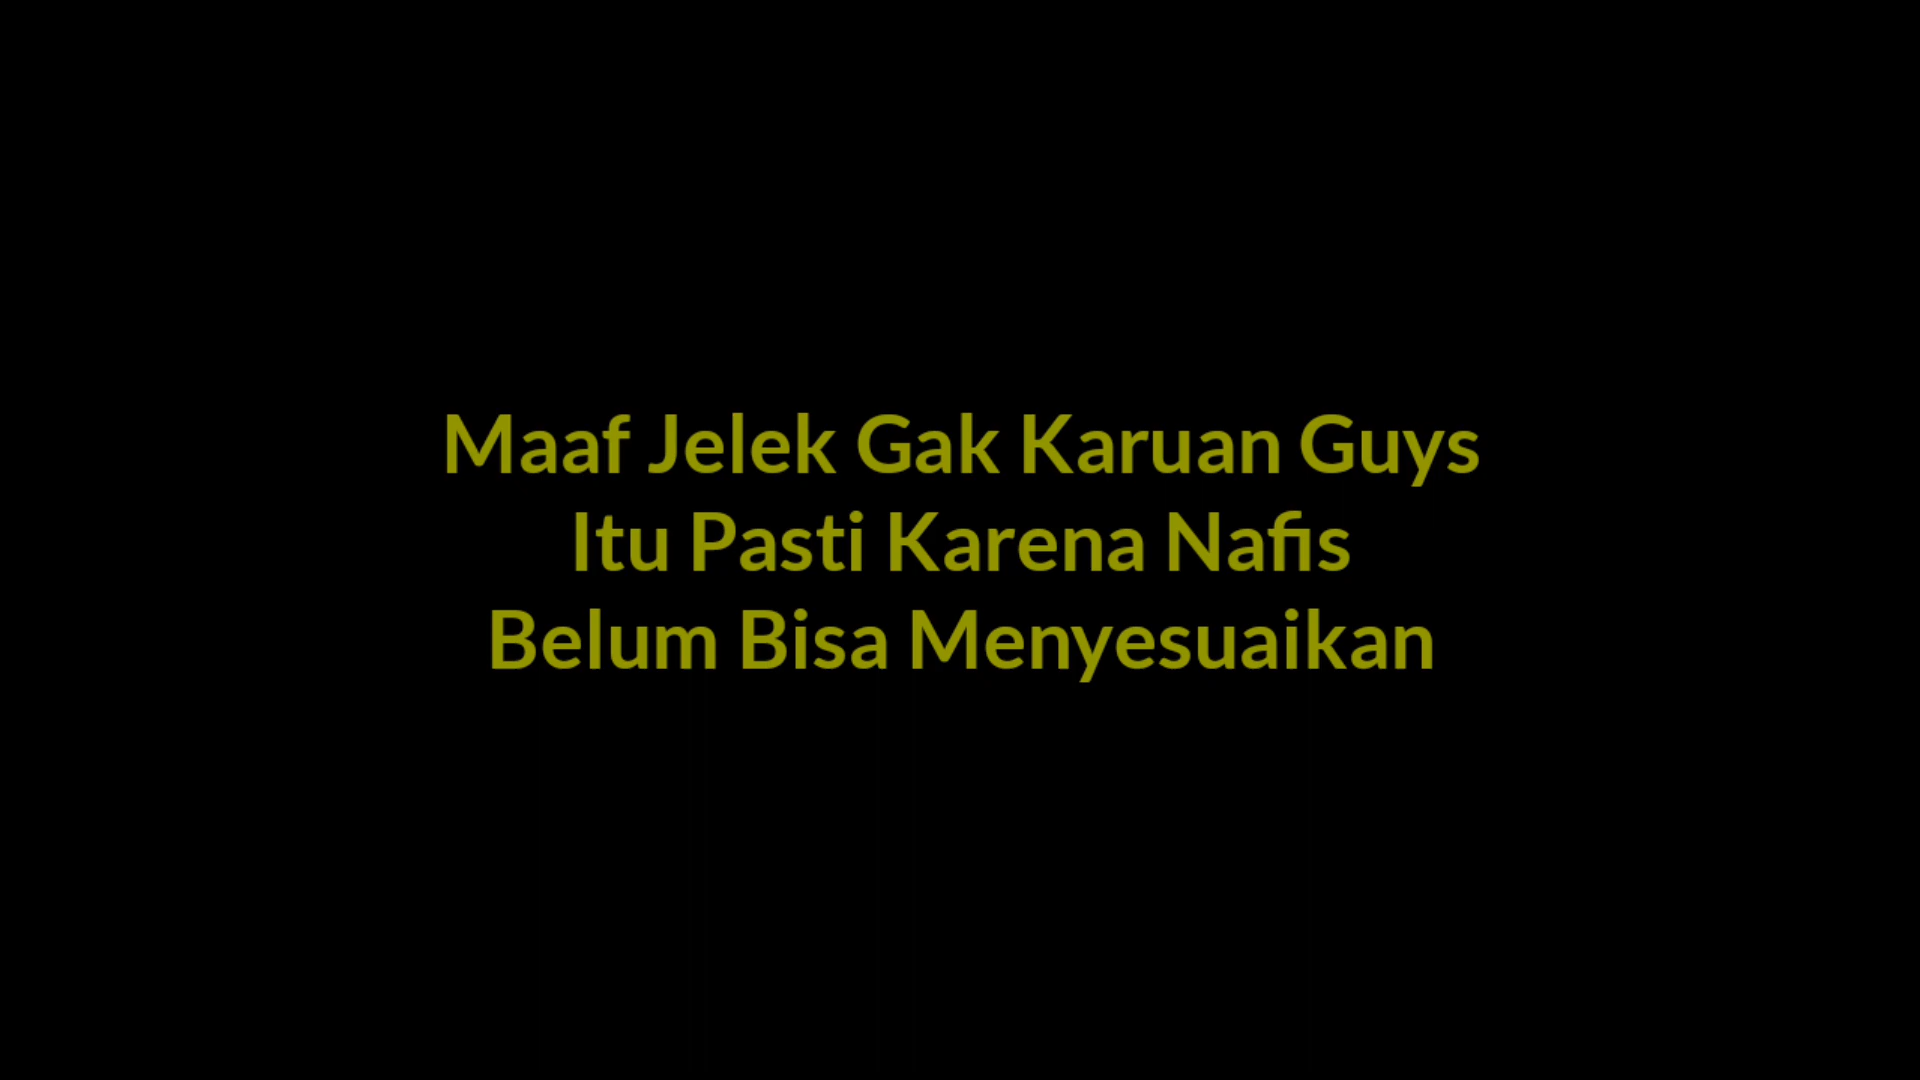 Maaf Jelek Gak Karuan Guys
Itu Pasti Karena Nafis
Belum Bisa Menyesuaikan